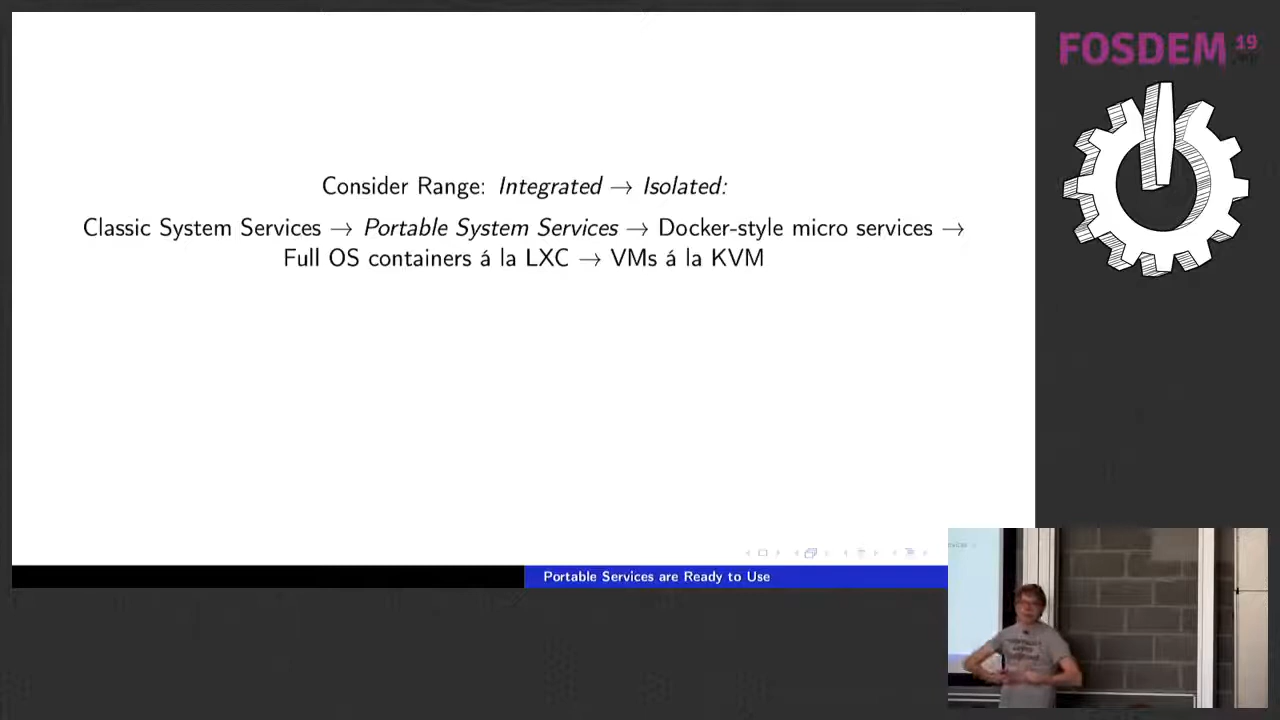 Consider Range: Integrated → Isolated:
Classic System Services → Portable System Services → Docker-style micro services →
Full OS containers á la LXC → VMs á la KVM
Portable Services are Ready to Use
FOSDEM 19